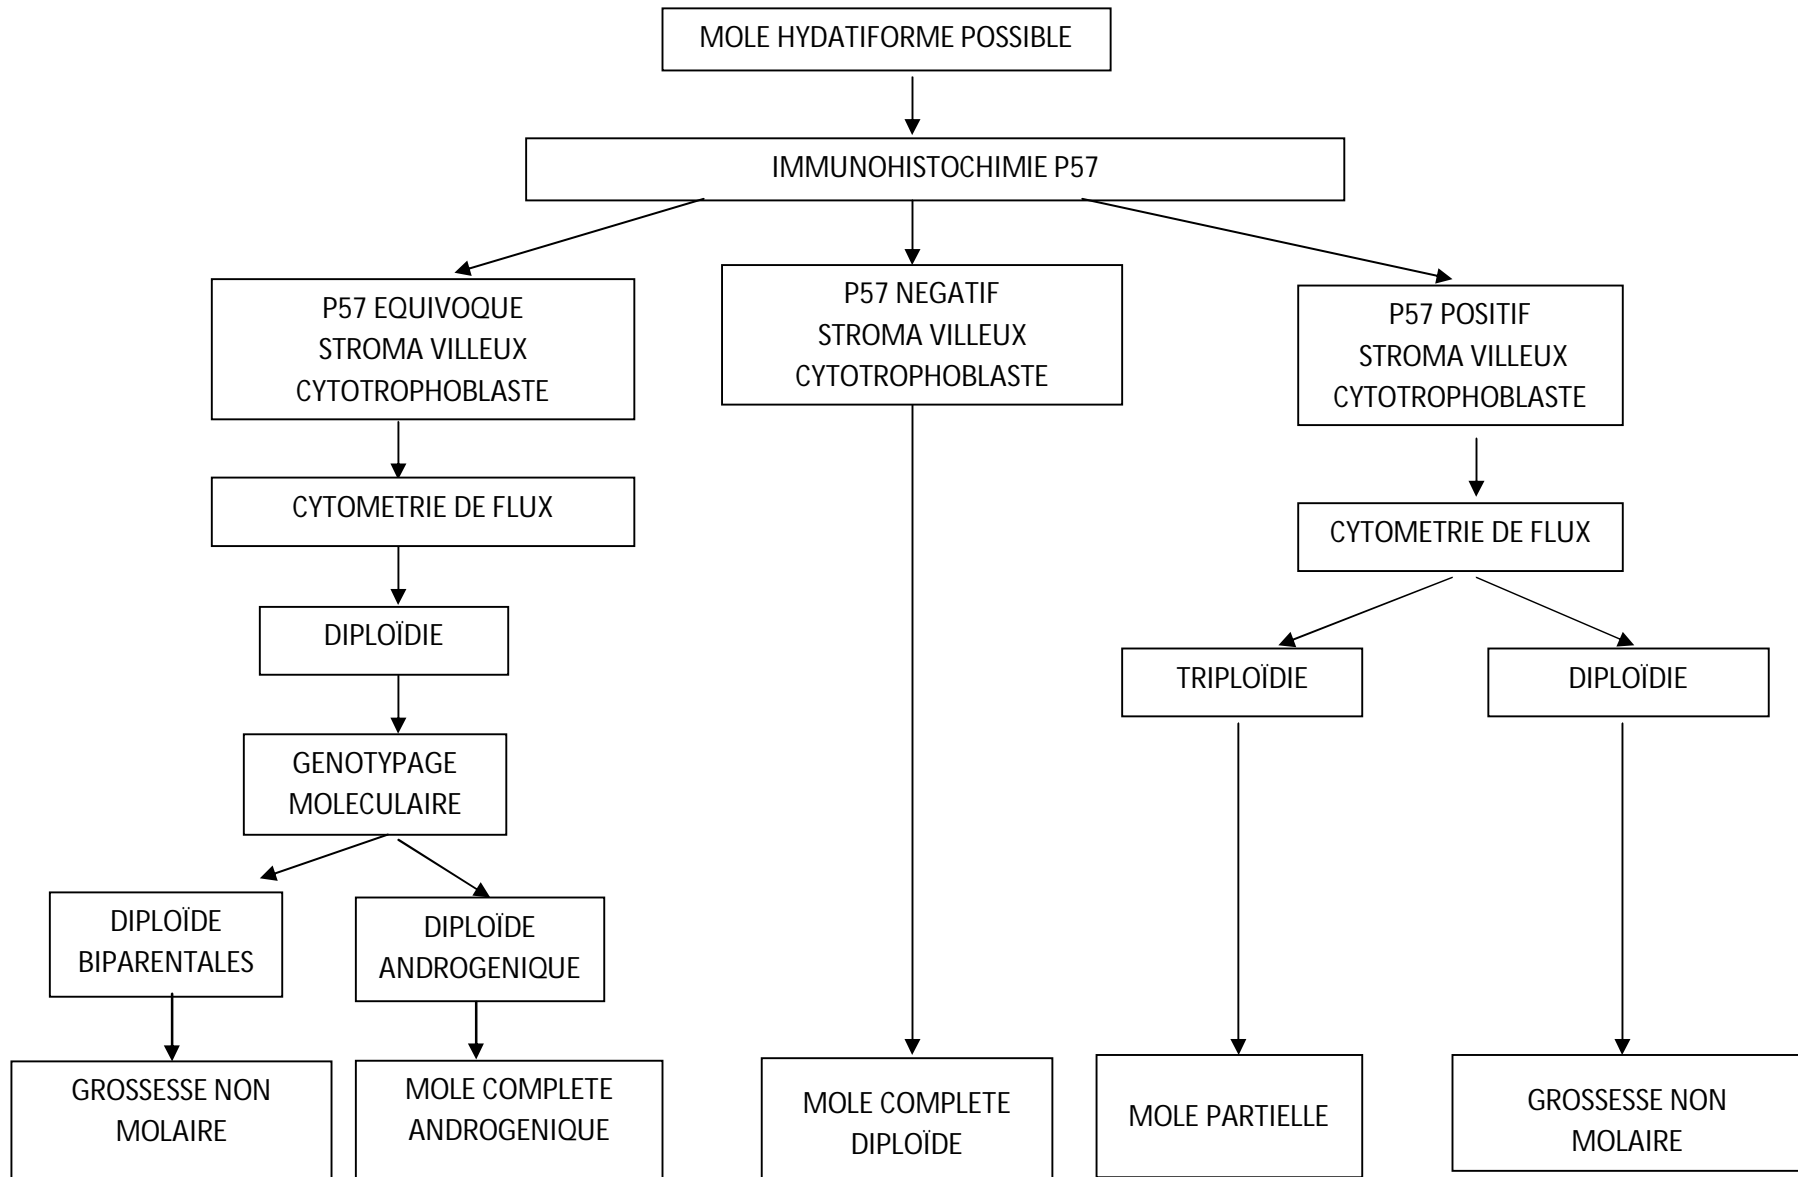 MOLE HYDATIFORME POSSIBLE
IMMUNOHISTOCHIMIE P57
P57 EQUIVOQUE
STROMA VILLEUX
CYTOTROPHOBLASTE
P57 NEGATIF
STROMA VILLEUX
CYTOTROPHOBLASTE
P57 POSITIF
STROMA VILLEUX
CYTOTROPHOBLASTE
CYTOMETRIE DE FLUX
CYTOMETRIE DE FLUX
DIPLOÏDIE
TRIPLOÏDIE
DIPLOÏDIE
GENOTYPAGE
MOLECULAIRE
DIPLOÏDE
BIPARENTALES
DIPLOÏDE
ANDROGENIQUE
GROSSESSE NON
MOLAIRE
MOLE COMPLETE
ANDROGENIQUE
MOLE COMPLETE
DIPLOÏDE
MOLE PARTIELLE
GROSSESSE NON
MOLAIRE